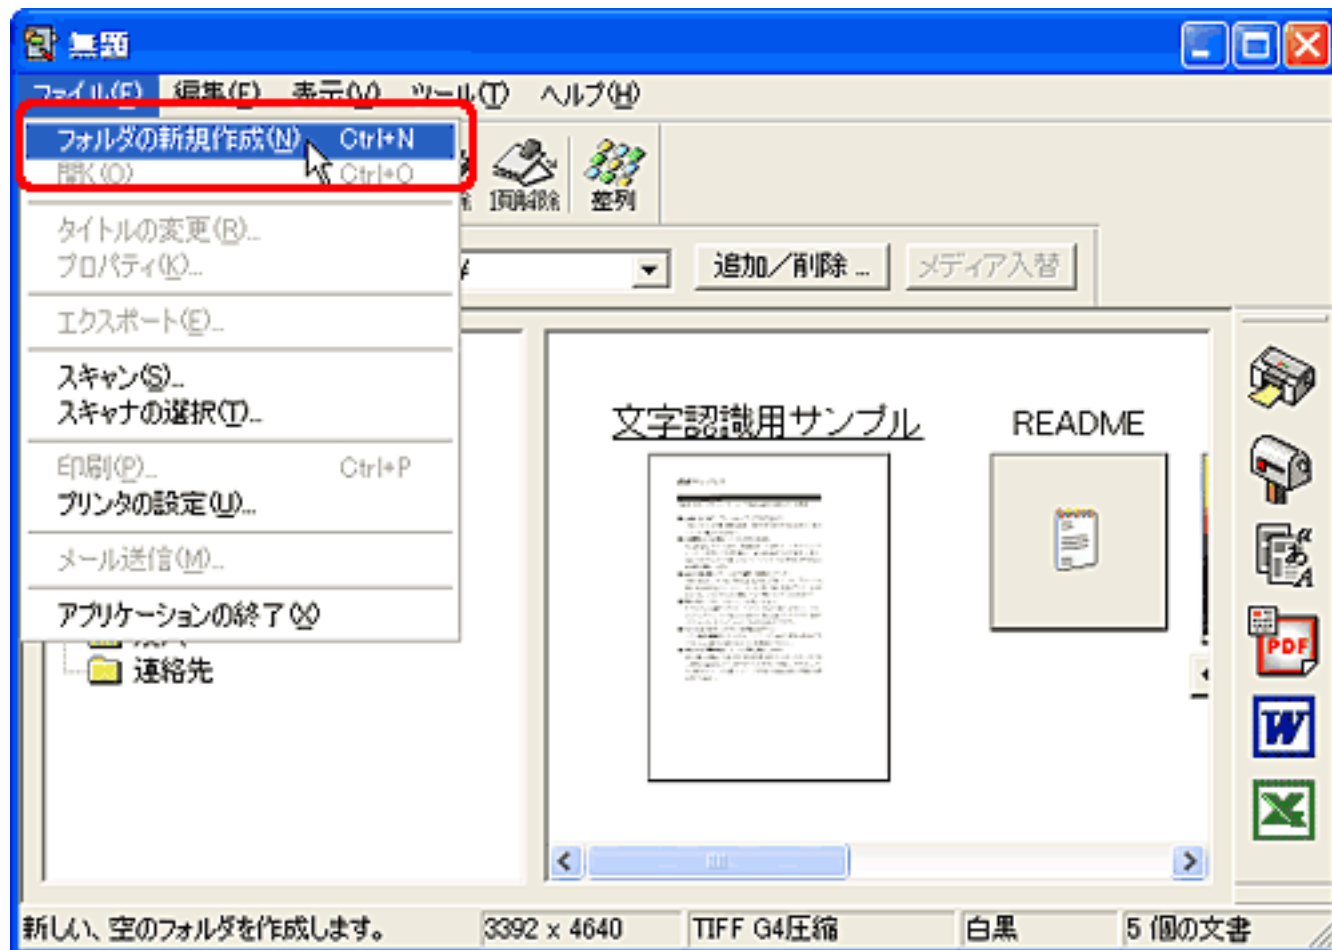 無題
ファイル(F) 編集(E) 表示(V) ツール(T) ヘルプ(H)
フォルダの新規作成(N) Ctrl+N
開く(O) Ctrl+O
タイトルの変更(R)...
プロパティ(K)...
エクスポート(E)...
スキャン(S)...
スキャナの選択(T)...
印刷(P)... Ctrl+P
プリンタの設定(U)...
メール送信(M)...
アプリケーションの終了(X)
1頁解除 整列
追加／削除 ... メディア入替
連絡先
文字認識用サンプル README
α
あ
A
PDF
W
新しい、空のフォルダを作成します。 3392 x 4640 TIFF G4圧縮 白黒 5 個の文書